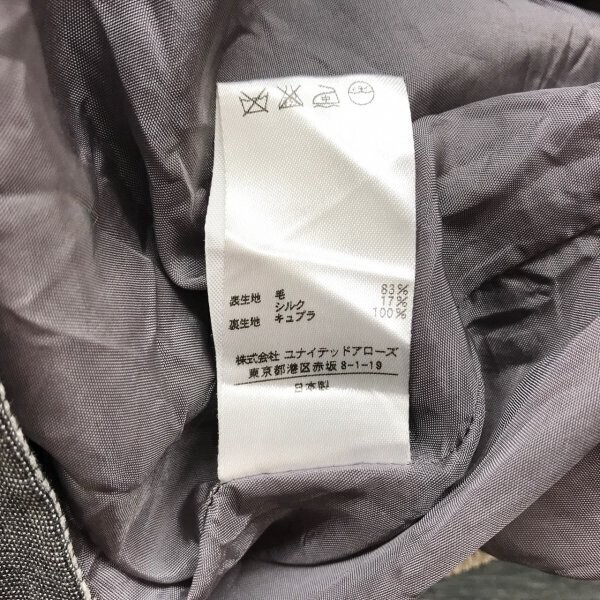 中
表生地 毛 83%
シルク 17%
裏生地 キュプラ 100%
株式会社 ユナイテッドアローズ
東京都港区赤坂8-1-19
日本製